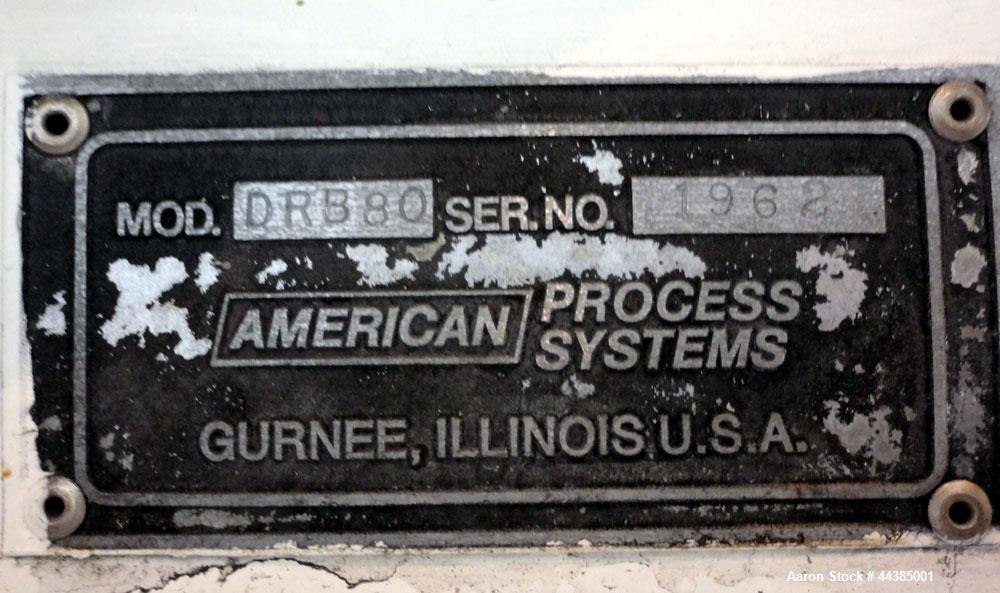 MOD. DRB80 SER. NO. 1962
AMERICAN PROCESS SYSTEMS
GURNEE, ILLINOIS U.S.A.
Aaron Stock # 44385001